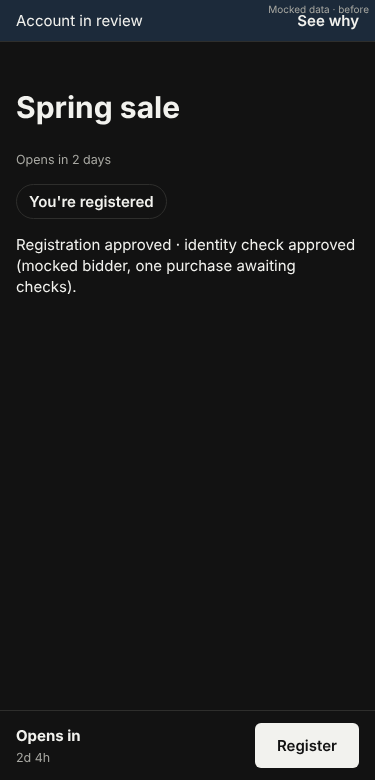 Mocked data · before
Account in review
See why
Spring sale
Opens in 2 days
You're registered
Registration approved · identity check approved
(mocked bidder, one purchase awaiting
checks).
Opens in
2d 4h
Register